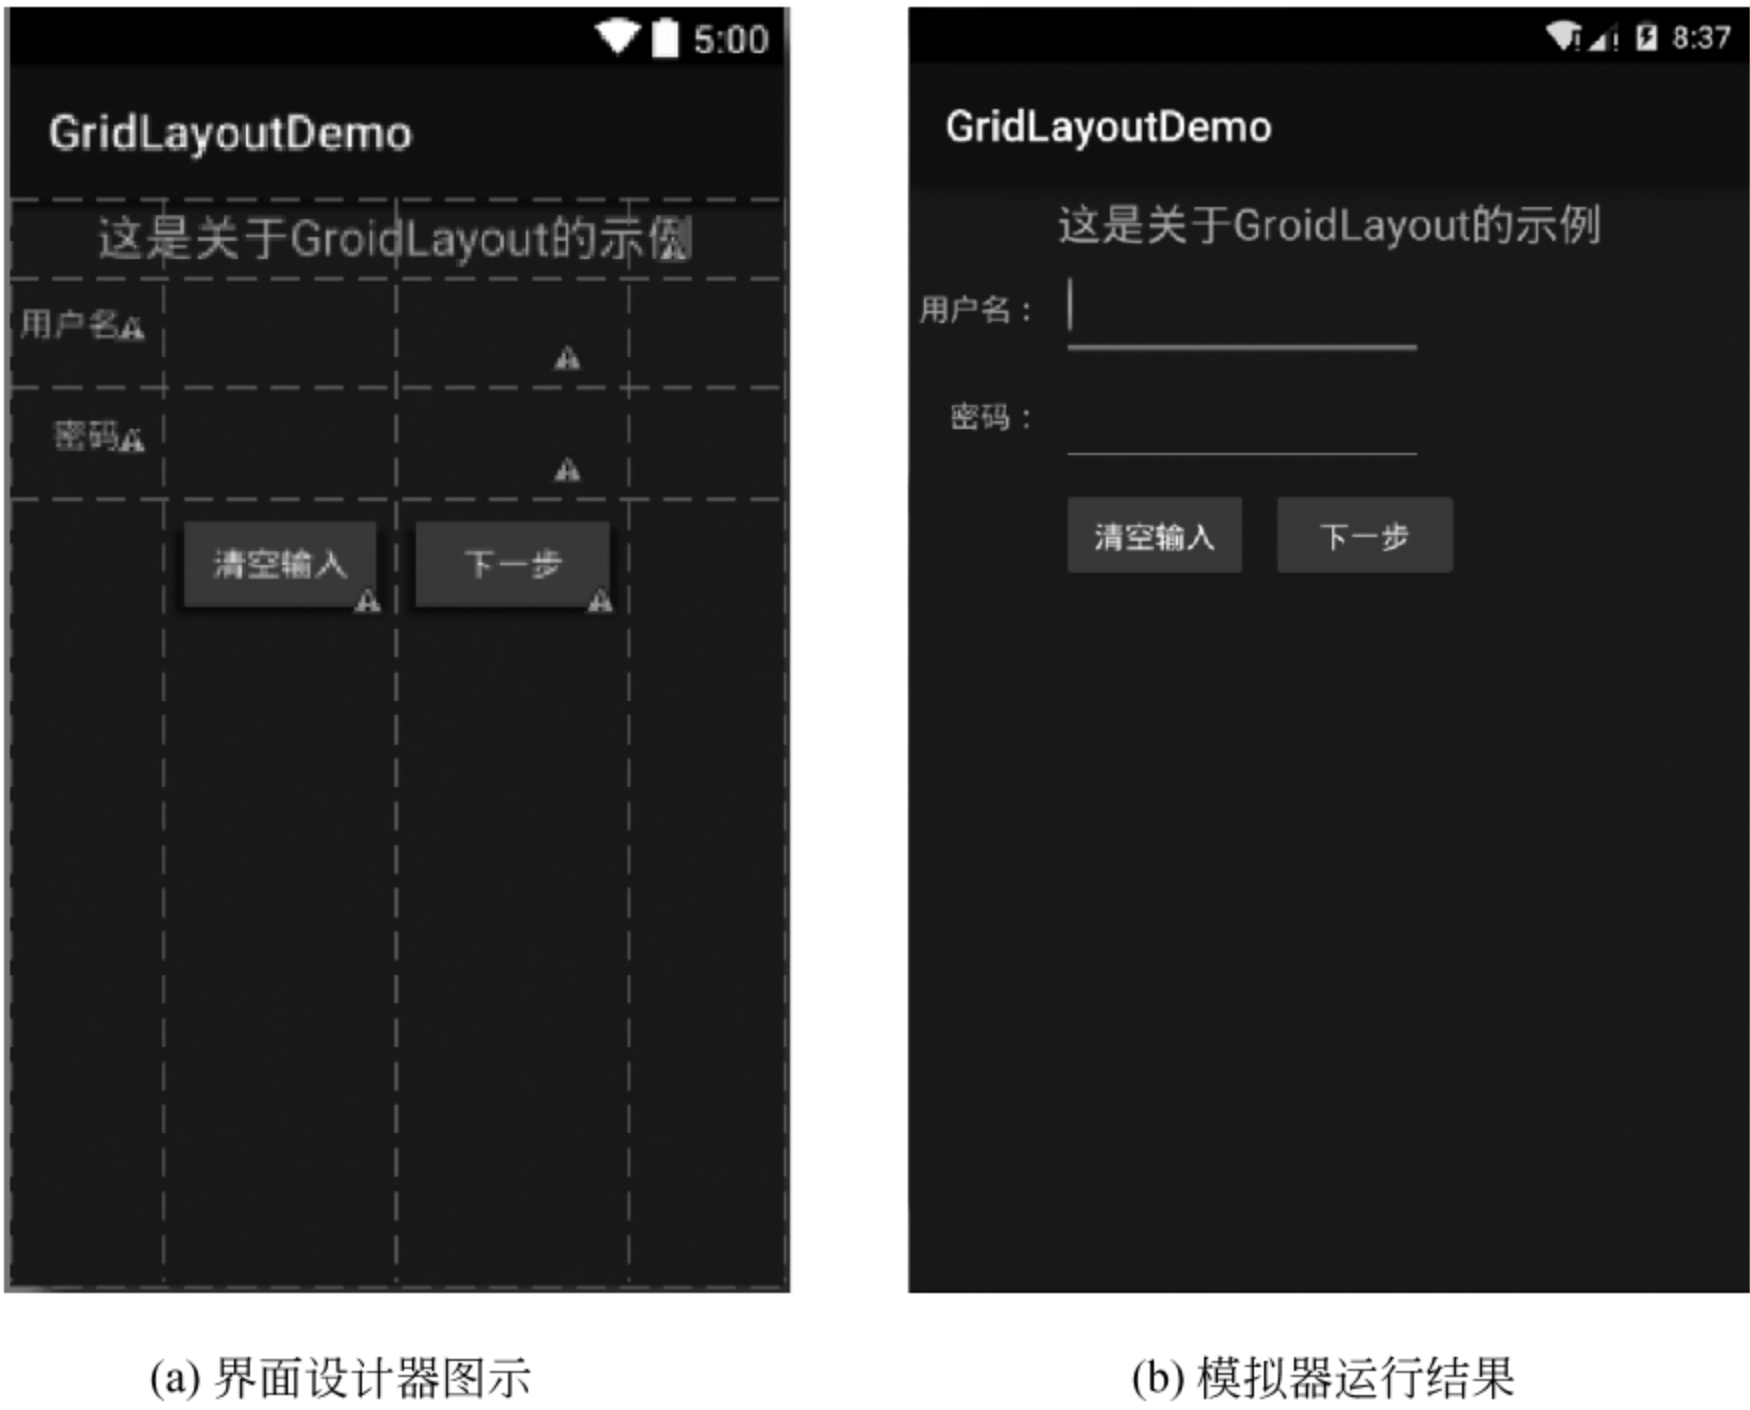 5:00
GridLayoutDemo
这是关于GroidLayout的示例
用户名
密码
清空输入
下一步
(a) 界面设计器图示
8:37
GridLayoutDemo
这是关于GroidLayout的示例
用户名：
密码：
清空输入
下一步
(b) 模拟器运行结果